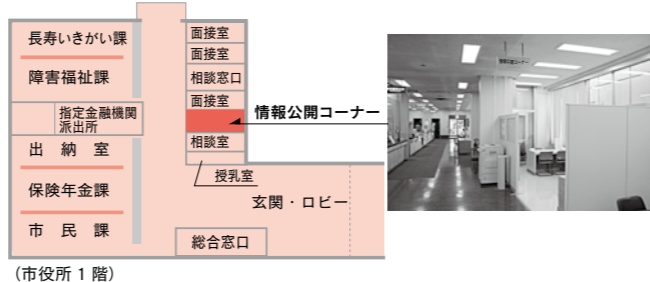 長寿いきがい課
障害福祉課
指定金融機関
派出所
出納室
保険年金課
市民課
面接室
面接室
相談窓口
面接室
情報公開コーナー
相談室
授乳室
玄関・ロビー
総合窓口
(市役所1階)